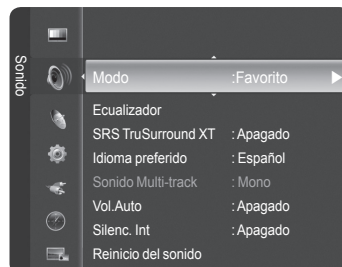 Sonido
Modo :Favorito
Ecualizador
SRS TruSurround XT :Apagado
Idioma preferido :Español
Sonido Multi-track :Mono
Vol.Auto :Apagado
Silenc. Int :Apagado
Reinicio del sonido